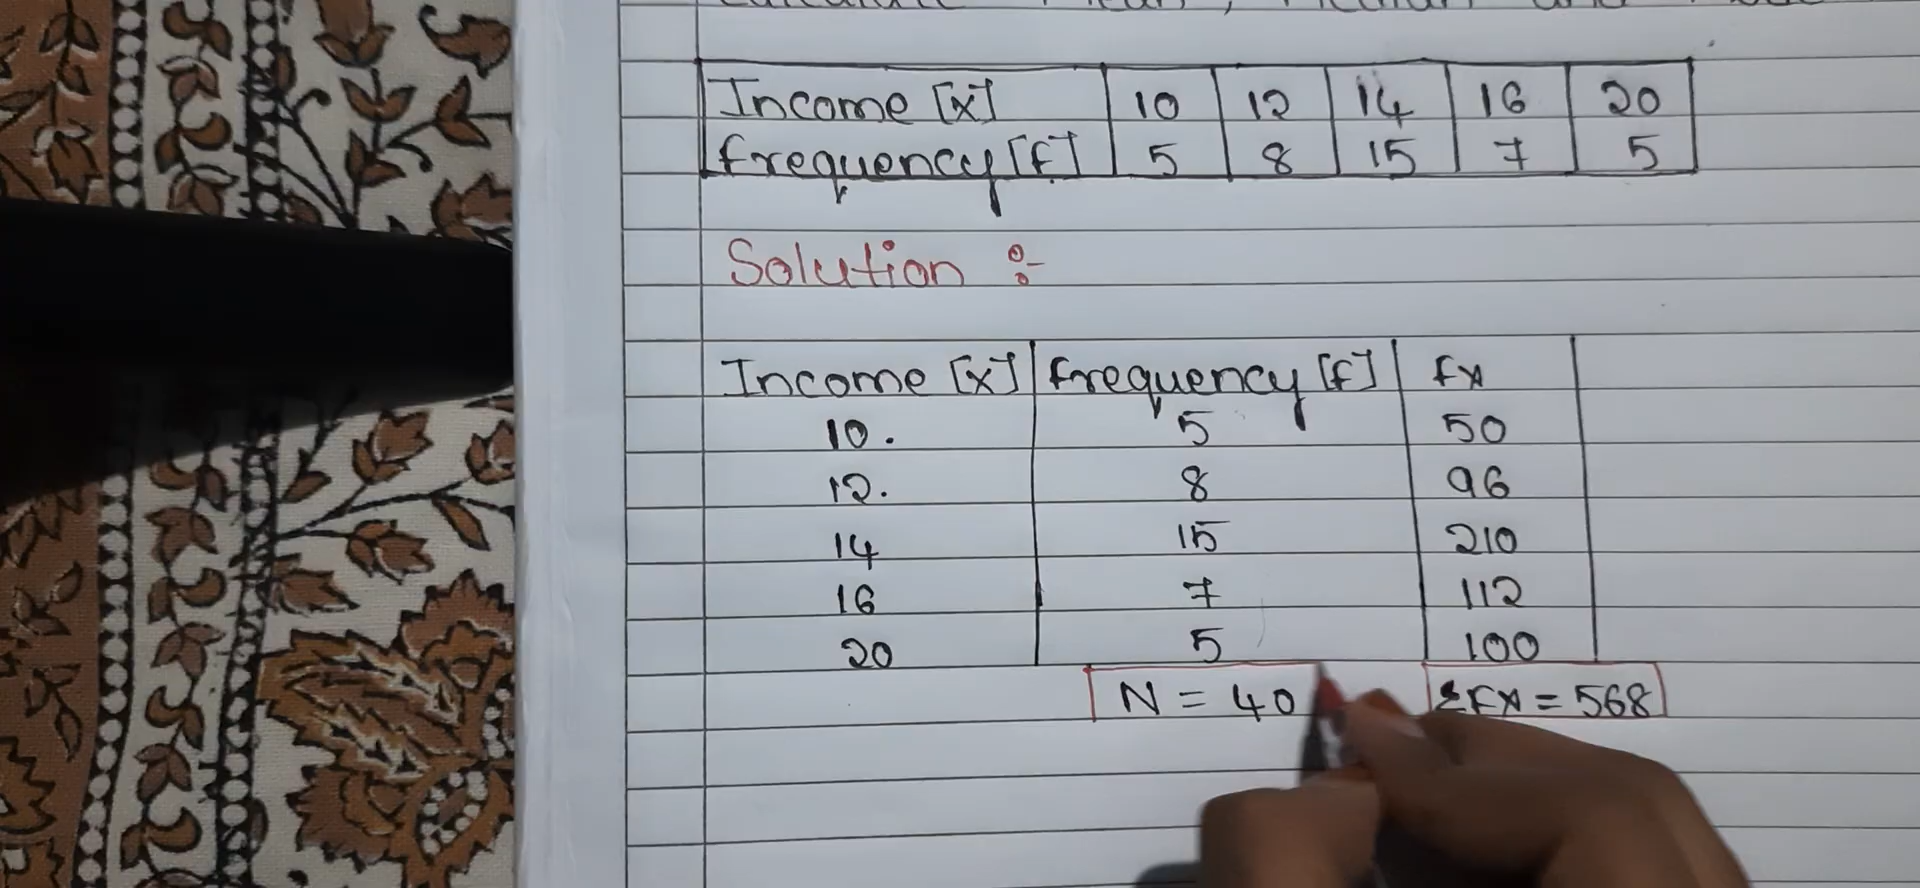 Income [x] 10 12 14 16 20
frequency [f] 5 8 15 7 5
Solution :-
Income [x] frequency [f] fx
10. 5 50
12. 8 96
14 15 210
16 7 112
20 5 100
N = 40 Σfx = 568